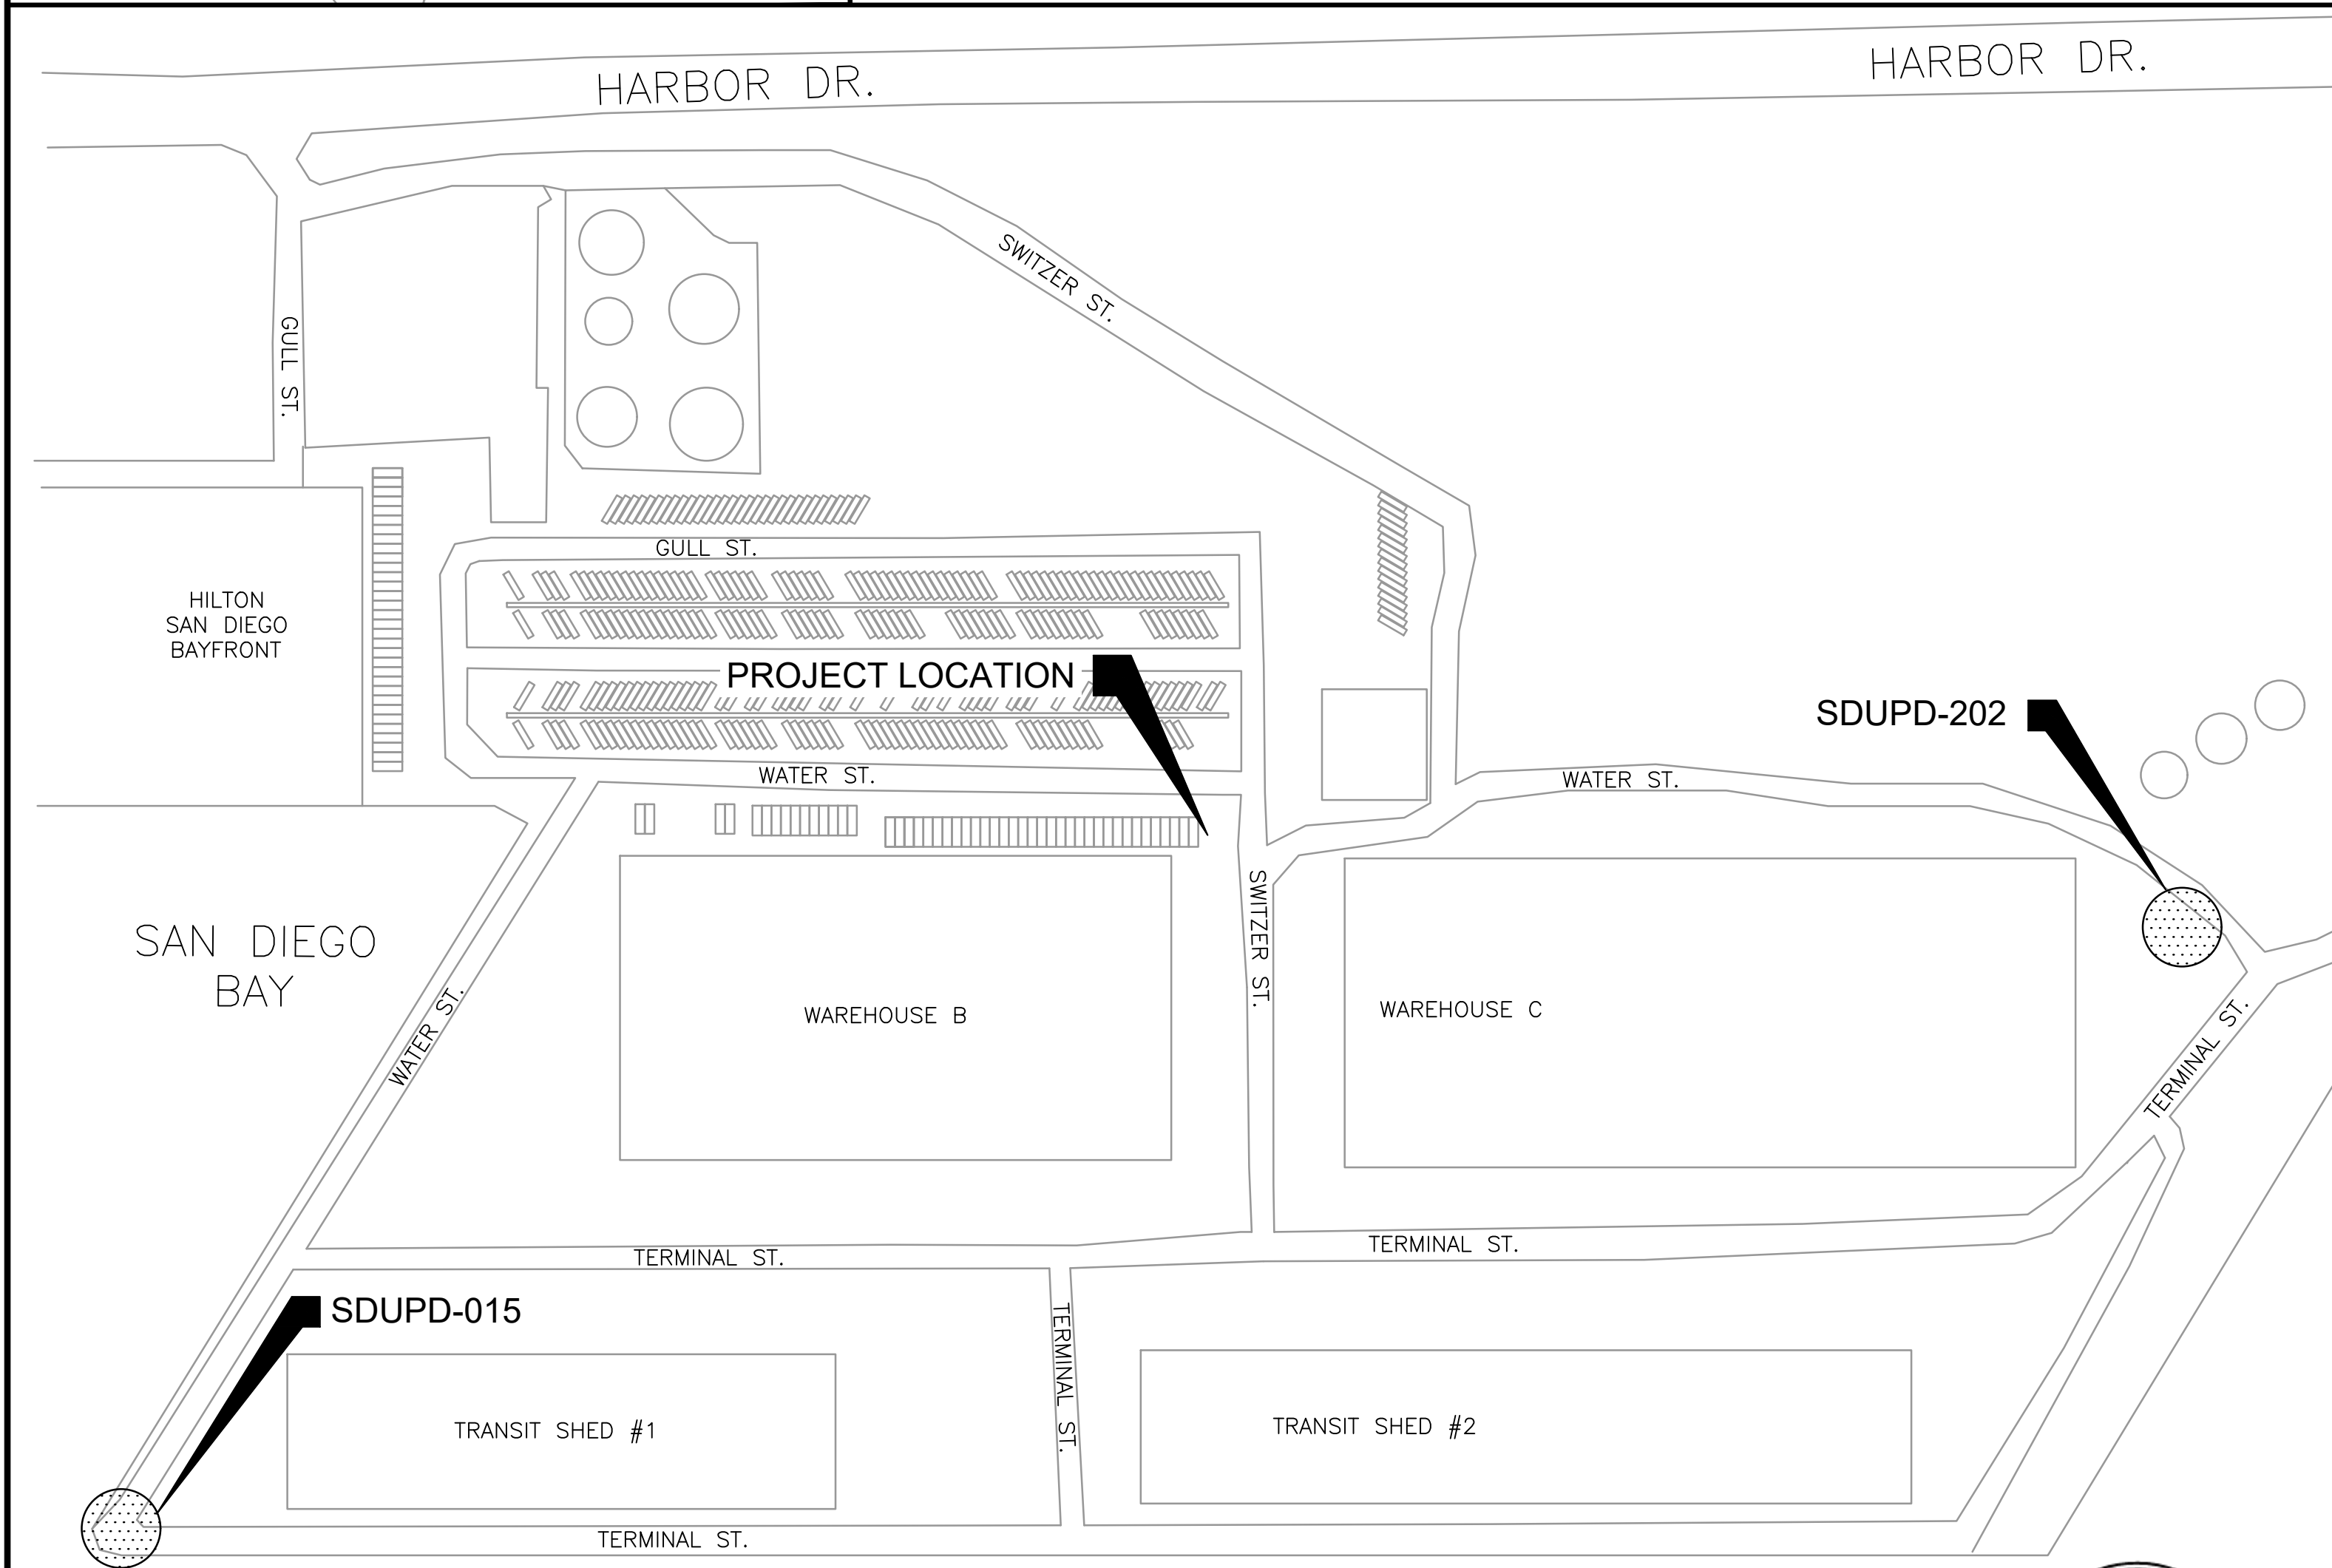 HARBOR DR.
HARBOR DR.
SWITZER ST.
GULL ST.
GULL ST.
HILTON
SAN DIEGO
BAYFRONT
PROJECT LOCATION
SDUPD-202
WATER ST.
WATER ST.
SWITZER ST.
SAN DIEGO
BAY
WATER ST.
WAREHOUSE B
WAREHOUSE C
TERMINAL ST.
TERMINAL ST.
TERMINAL ST.
SDUPD-015
TERMINAL ST.
TRANSIT SHED #1
TRANSIT SHED #2
TERMINAL ST.